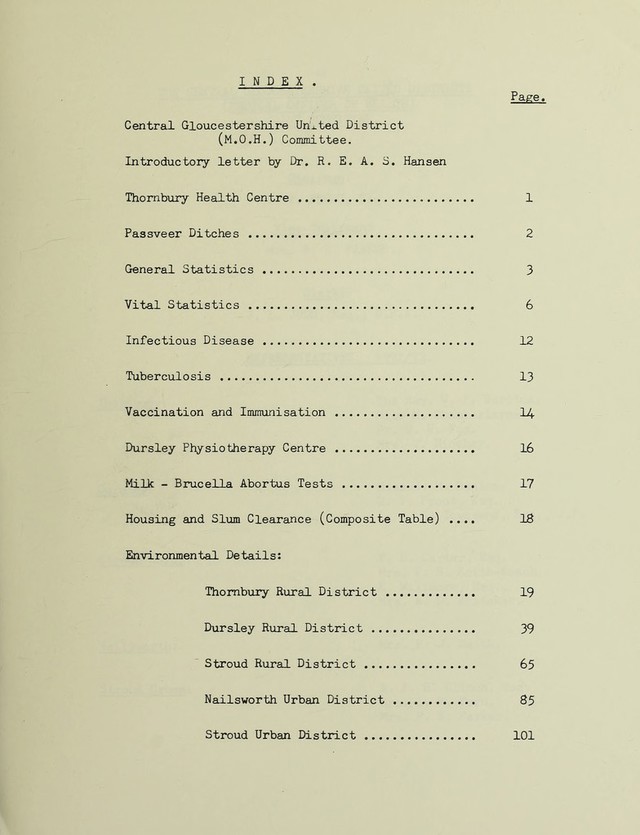 I N D E X .
Page.
Central Gloucestershire United District
(M.O.H.) Committee.
Introductory letter by Dr. R. E. A. S. Hansen
Thornbury Health Centre ......................... 1
Passveer Ditches ................................ 2
General Statistics .............................. 3
Vital Statistics ................................ 6
Infectious Disease .............................. 12
Tuberculosis .................................... 13
Vaccination and Immunisation .................... 14
Dursley Physiotherapy Centre .................... 16
Milk - Brucella Abortus Tests ................... 17
Housing and Slum Clearance (Composite Table) .... 18
Environmental Details:
Thornbury Rural District ............. 19
Dursley Rural District ............... 39
Stroud Rural District ................ 65
Nailsworth Urban District ............ 85
Stroud Urban District ................ 101